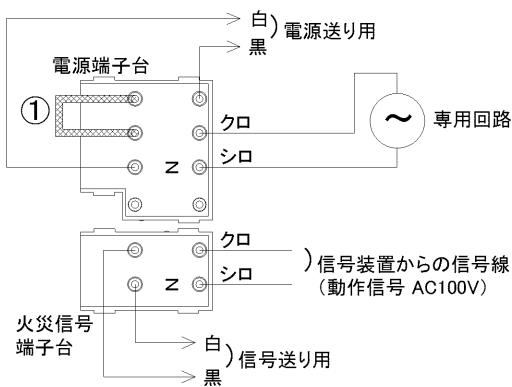 白
電源送り用
黒
電源端子台
①
クロ
専用回路
シロ
N
クロ
信号装置からの信号線
シロ
(動作信号 AC100V)
N
火災信号
端子台
白
信号送り用
黒